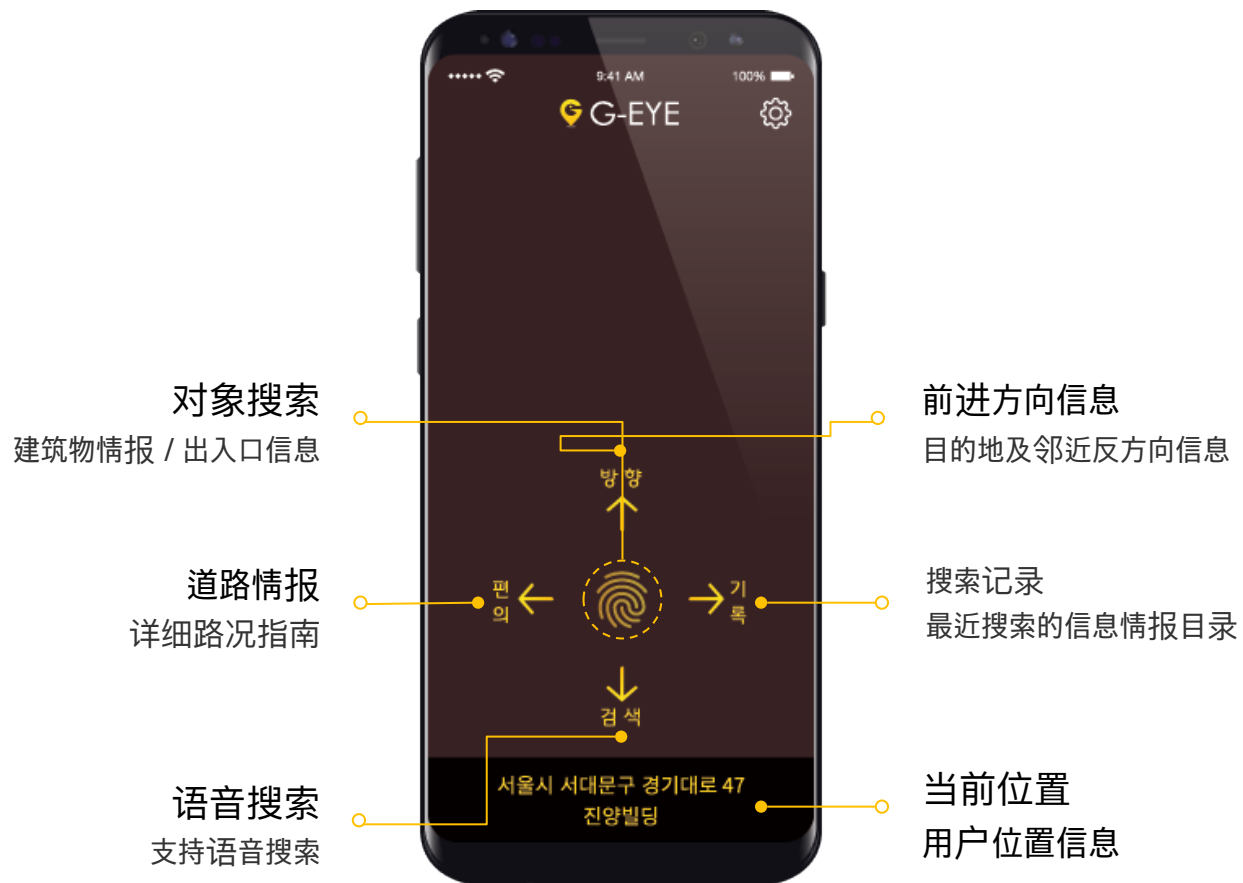 9:41 AM
100%
G-EYE
对象搜索
建筑物情报 / 出入口信息
前进方向信息
目的地及邻近反方向信息
방향
道路情报
详细路况指南
편의
기록
搜索记录
最近搜索的信息情报目录
검색
语音搜索
支持语音搜索
서울시 서대문구 경기대로 47
진양빌딩
当前位置
用户位置信息